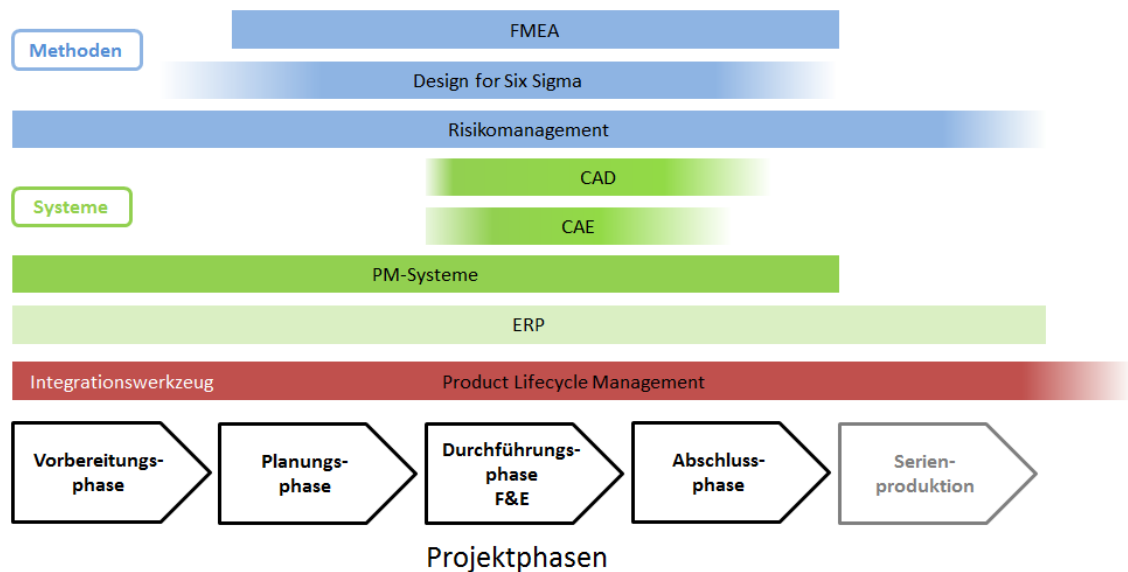 FMEA
Methoden
Design for Six Sigma
Risikomanagement
CAD
Systeme
CAE
PM-Systeme
ERP
Integrationswerkzeug
Product Lifecycle Management
Vorbereitungs-
phase
Planungs-
phase
Durchführungs-
phase
F&E
Abschluss-
phase
Serien-
produktion
Projektphasen